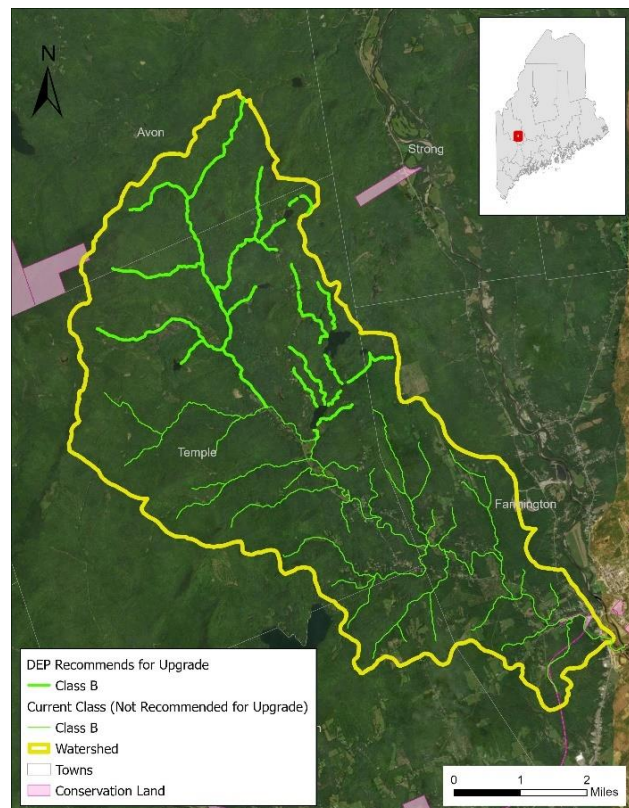 N
Avon
Strong
Temple
Farmington
DEP Recommends for Upgrade
Class B
Current Class (Not Recommended for Upgrade)
Class B
Watershed
Towns
Conservation Land
0 1 2
Miles